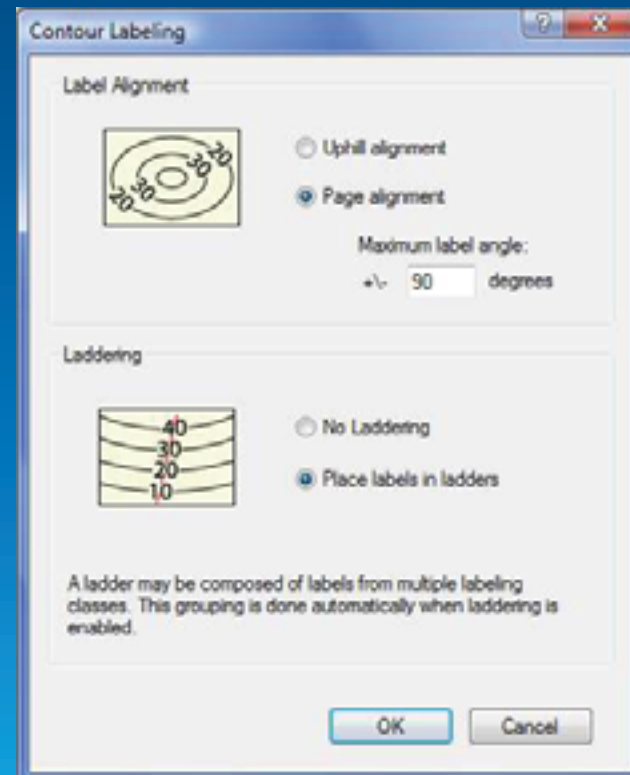 Contour Labeling
Label Alignment
20
30
30
20
Uphill alignment
Page alignment
Maximum label angle:
+\- 90 degrees
Laddering
40
30
20
10
No Laddering
Place labels in ladders
A ladder may be composed of labels from multiple labeling
classes. This grouping is done automatically when laddering is
enabled.
OK Cancel